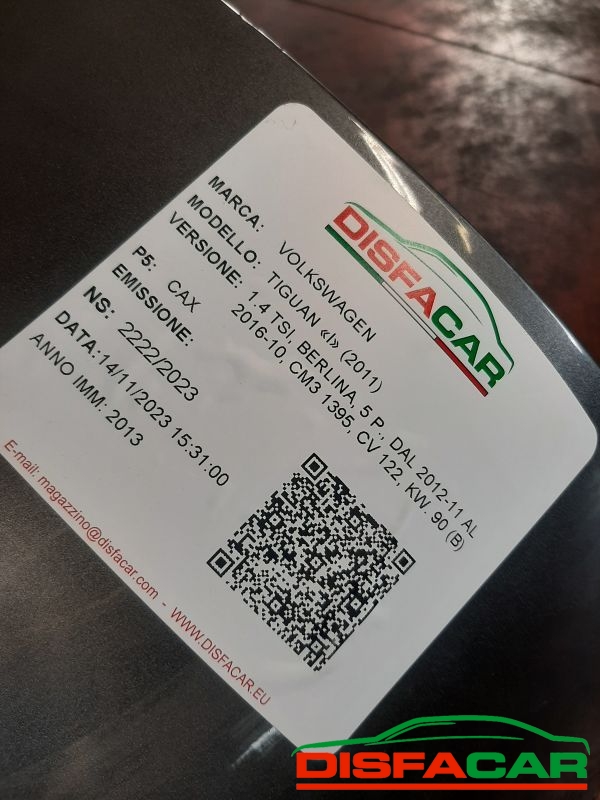 DISFACAR
MARCA: VOLKSWAGEN
MODELLO: TIGUAN «I» (2011)
VERSIONE: 1.4 TSI, BERLINA, 5 P., DAL 2012-11 AL
2016-10, CM3 1395, CV 122, KW. 90 (B)
P5. CAX
EMISSIONE:
NS: 2222/2023
DATA:14/11/2023 15:31:00
ANNO IMM: 2013
E-mail: magazzino@disfacar.com - WWW.DISFACAR.EU
DISFACAR